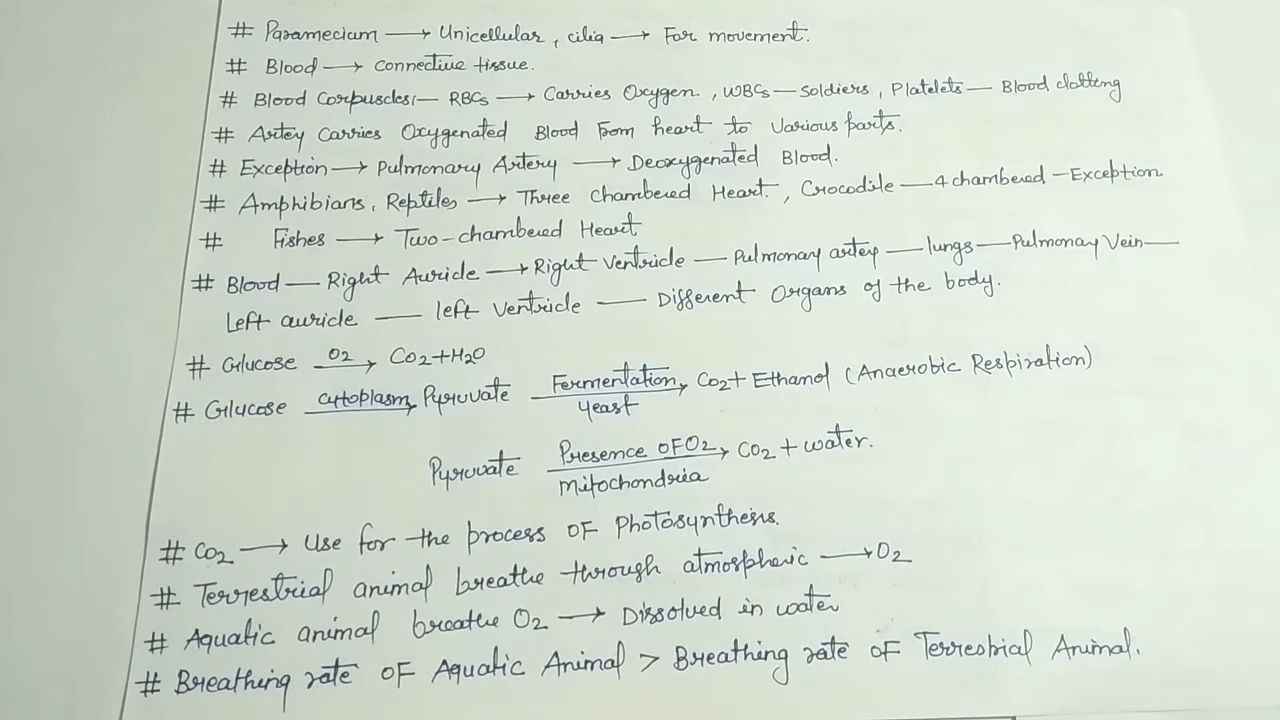 # Paramecium → Unicellular, cilia → For movement.
# Blood → Connective tissue.
# Blood Corpuscles:— RBCs → Carries Oxygen, WBCs — Soldiers, Platelets — Blood clotting
# Artey Carries Oxygenated Blood From heart to Various parts.
# Exception → Pulmonary Artery → Deoxygenated Blood.
# Amphibians, Reptiles → Three Chambered Heart, Crocodile — 4 chambered — Exception
# Fishes → Two-chambered Heart
# Blood — Right Auricle → Right Ventricle — Pulmonary artey — lungs — Pulmonay Vein —
Left auricle — left Ventricle — Different Organs of the body.
# Glucose O2 → CO2+H2O
# Glucose cytoplasm → Pyruvate Fermentation Yeast → CO2+ Ethanol (Anaerobic Respiration)
Pyruvate Presence OF O2 Mitochondria → CO2 + water.
# CO2 → Use for the process OF Photosynthesis.
# Terrestrial animal breathe through atmospheric → O2
# Aquatic animal breathe O2 → Dissolved in water
# Breathing rate OF Aquatic Animal > Breathing rate OF Terrestrial Animal.